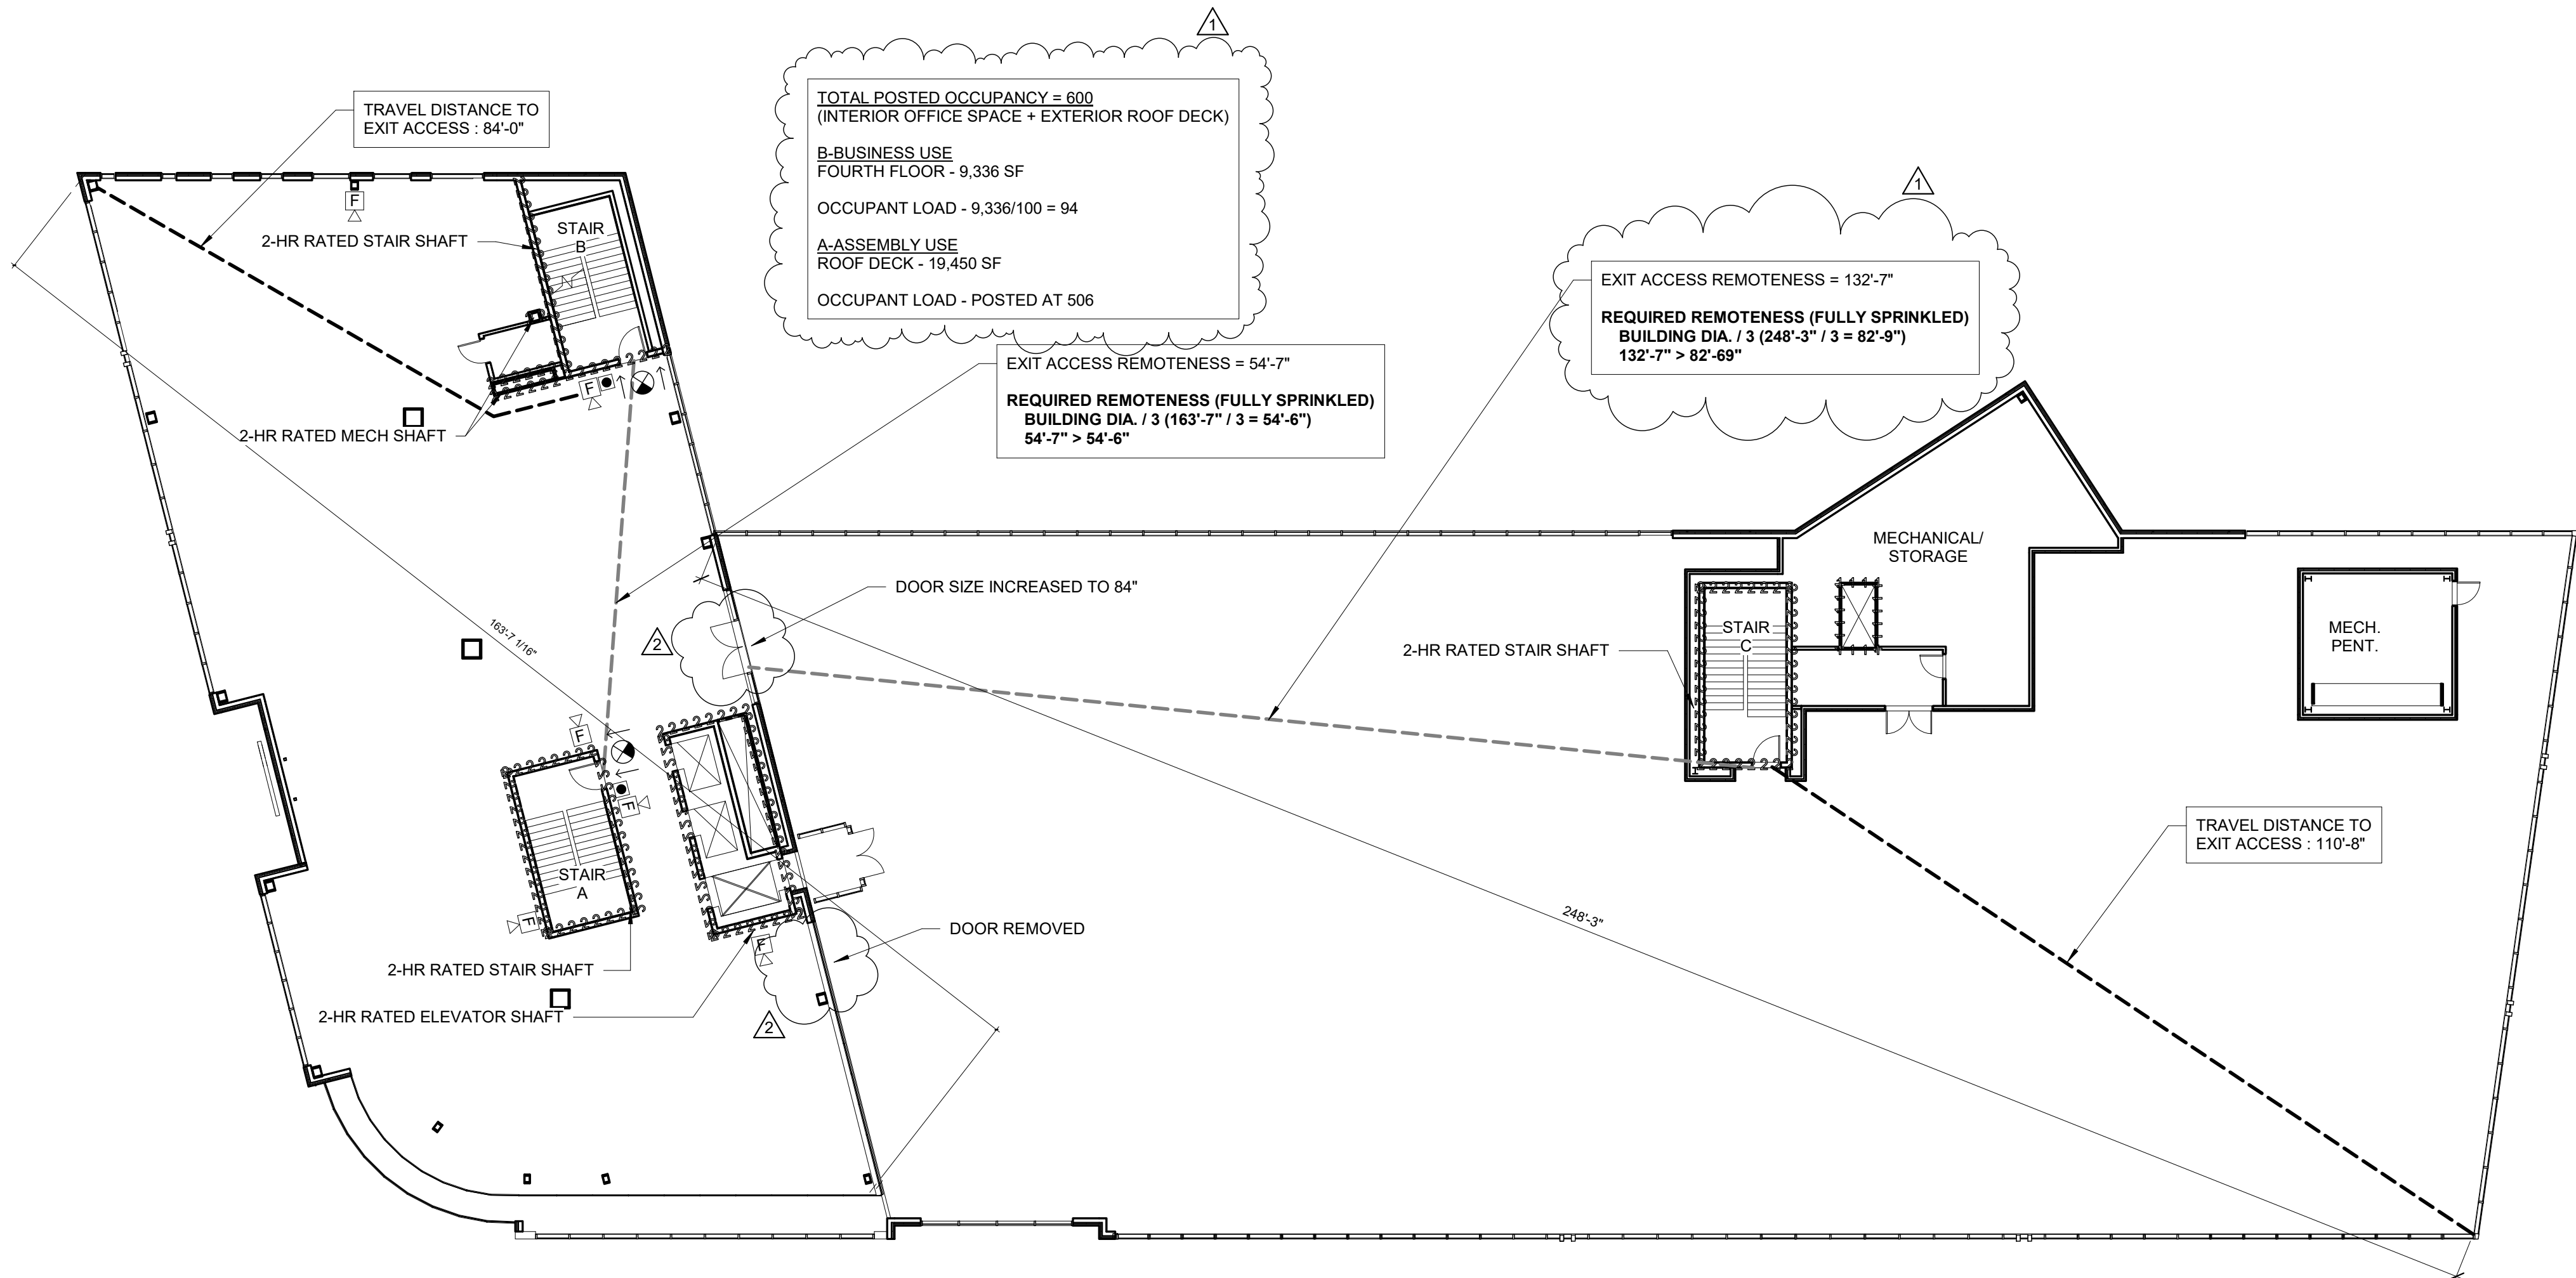 1
TOTAL POSTED OCCUPANCY = 600
(INTERIOR OFFICE SPACE + EXTERIOR ROOF DECK)
B-BUSINESS USE
FOURTH FLOOR - 9,336 SF
OCCUPANT LOAD - 9,336/100 = 94
A-ASSEMBLY USE
ROOF DECK - 19,450 SF
OCCUPANT LOAD - POSTED AT 506
TRAVEL DISTANCE TO
EXIT ACCESS : 84'-0"
F
2-HR RATED STAIR SHAFT
STAIR
B
1
EXIT ACCESS REMOTENESS = 132'-7"
REQUIRED REMOTENESS (FULLY SPRINKLED)
BUILDING DIA. / 3 (248'-3" / 3 = 82'-9")
132'-7" > 82'-69"
EXIT ACCESS REMOTENESS = 54'-7"
REQUIRED REMOTENESS (FULLY SPRINKLED)
BUILDING DIA. / 3 (163'-7" / 3 = 54'-6")
54'-7" > 54'-6"
F
2-HR RATED MECH SHAFT
MECHANICAL/
STORAGE
DOOR SIZE INCREASED TO 84"
2
163'-7 1/16"
2-HR RATED STAIR SHAFT
STAIR
C
MECH.
PENT.
F
F
STAIR
A
F
TRAVEL DISTANCE TO
EXIT ACCESS : 110'-8"
248'-3"
DOOR REMOVED
F
2-HR RATED STAIR SHAFT
2-HR RATED ELEVATOR SHAFT
2